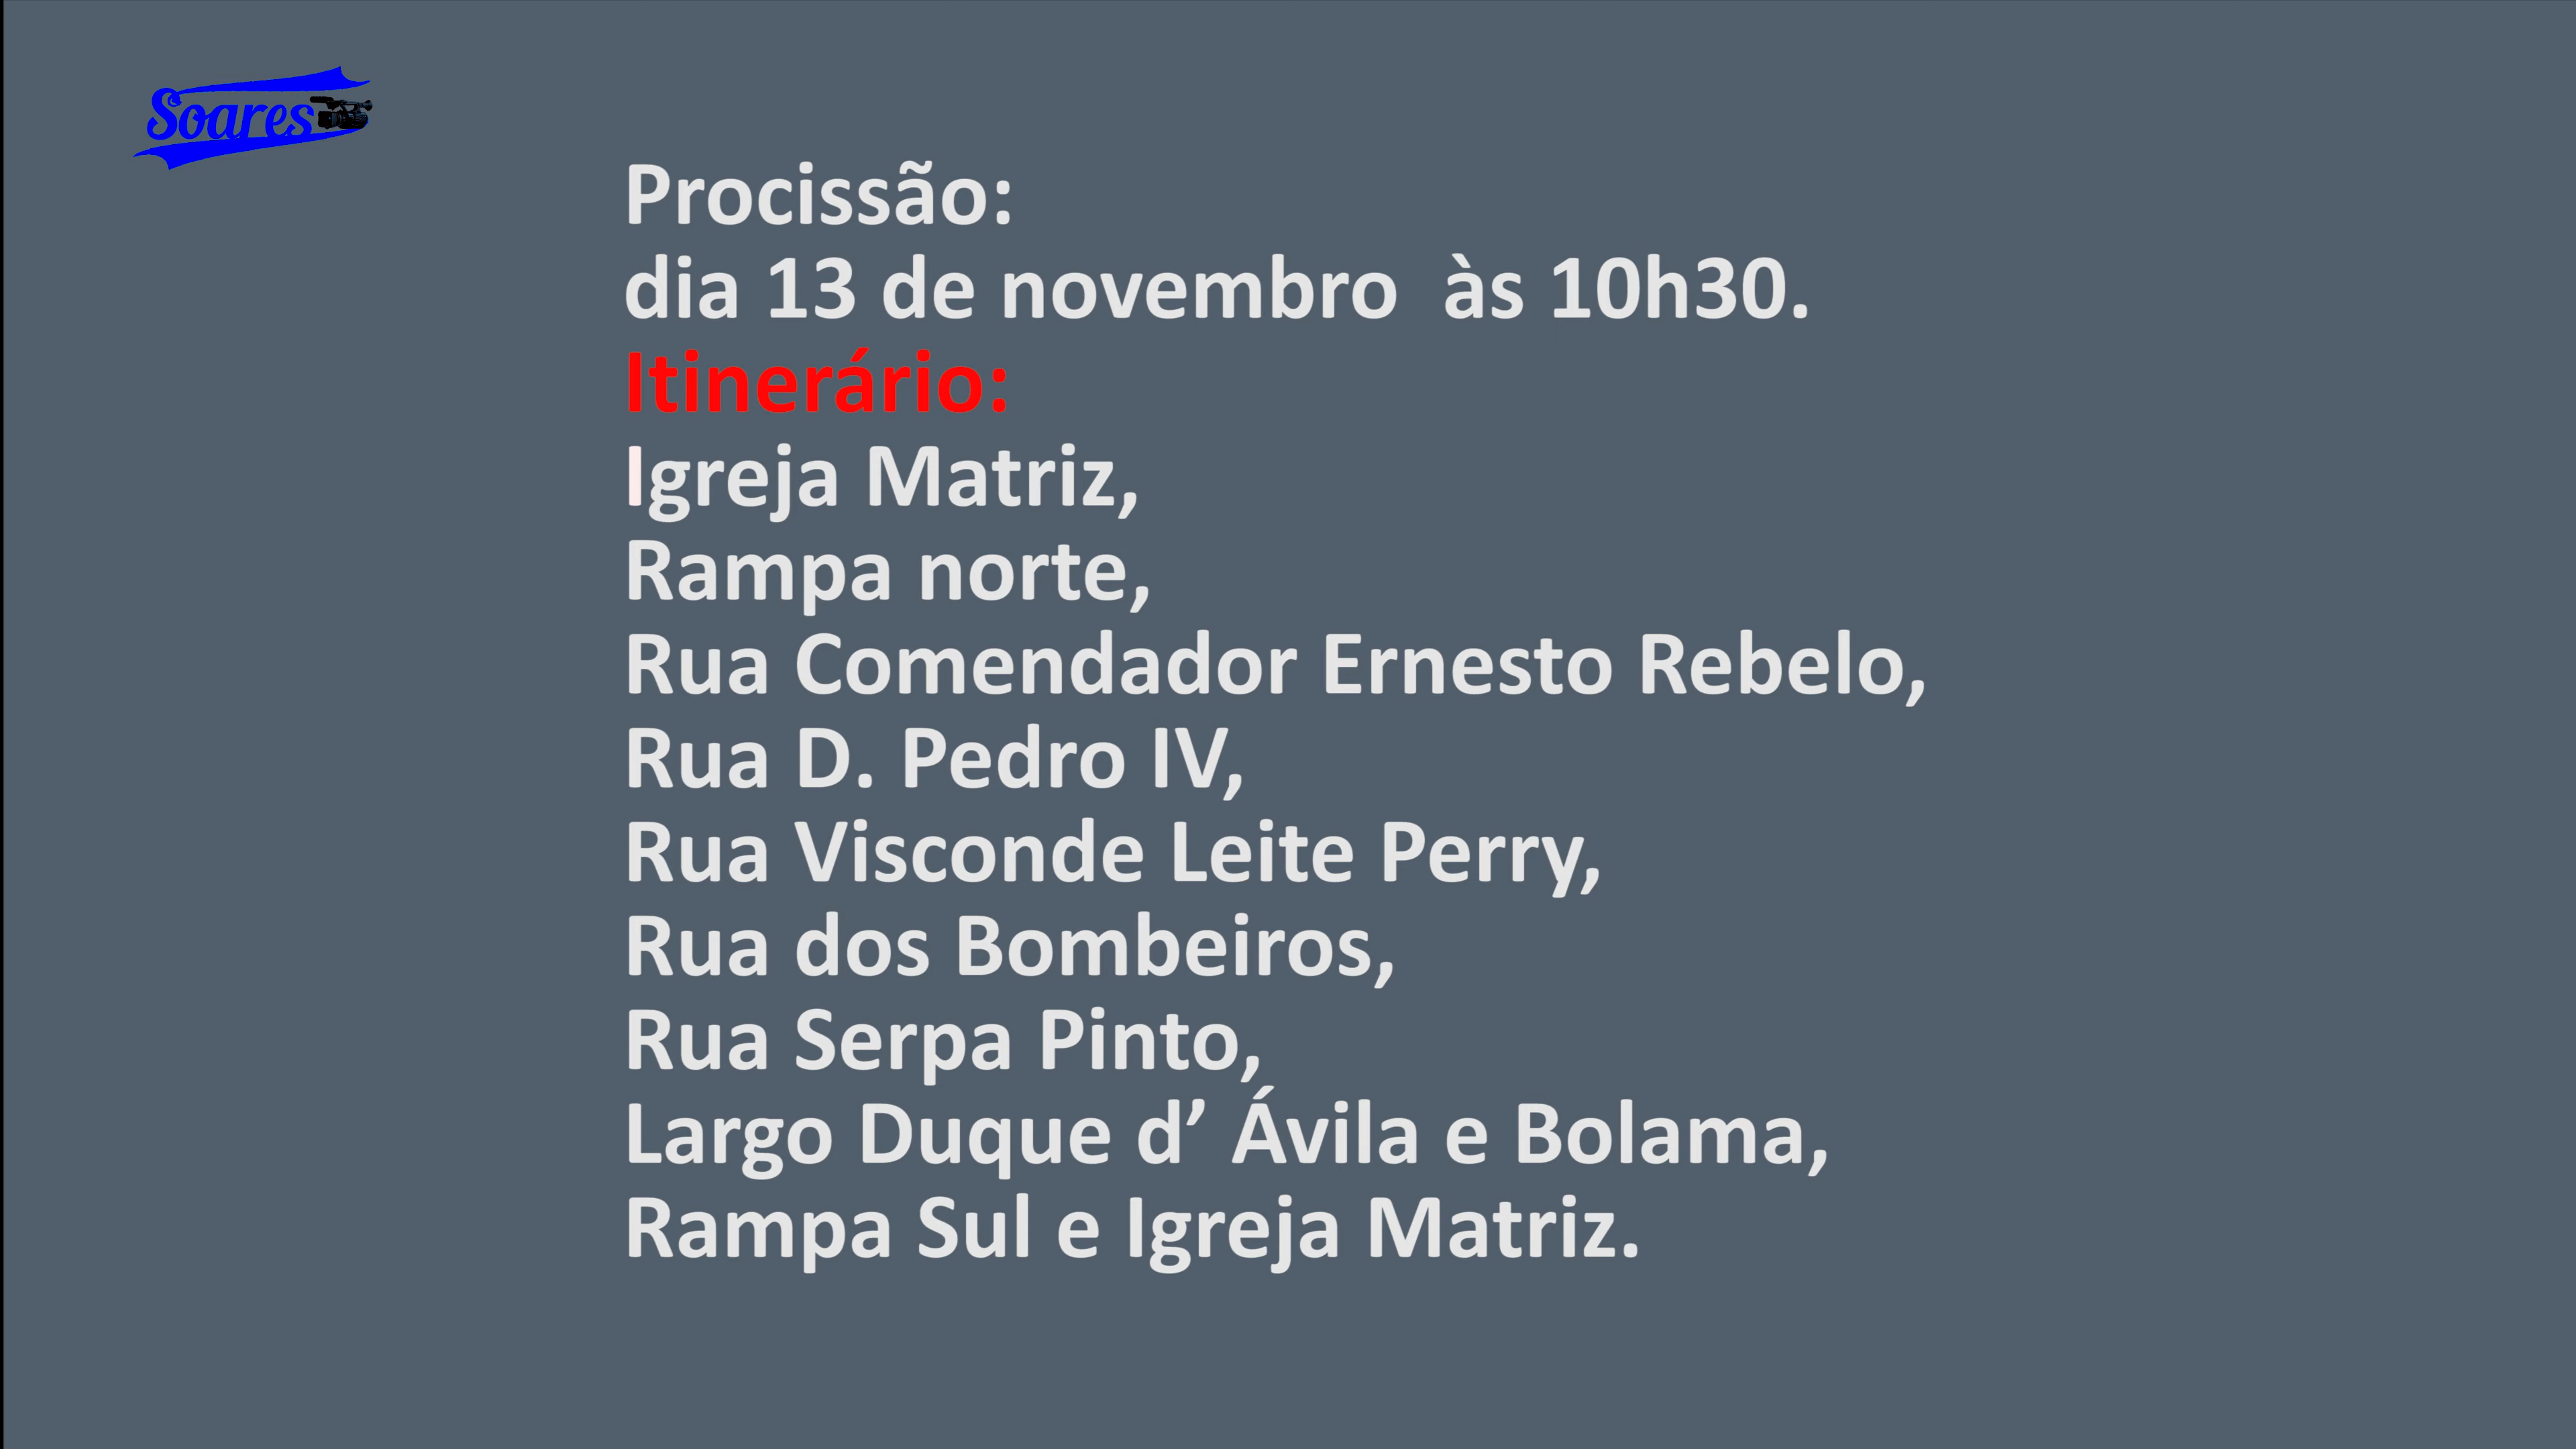 Soares
Procissão:
dia 13 de novembro  às 10h30.
Itinerário:
Igreja Matriz,
Rampa norte,
Rua Comendador Ernesto Rebelo,
Rua D. Pedro IV,
Rua Visconde Leite Perry,
Rua dos Bombeiros,
Rua Serpa Pinto,
Largo Duque d’ Ávila e Bolama,
Rampa Sul e Igreja Matriz.